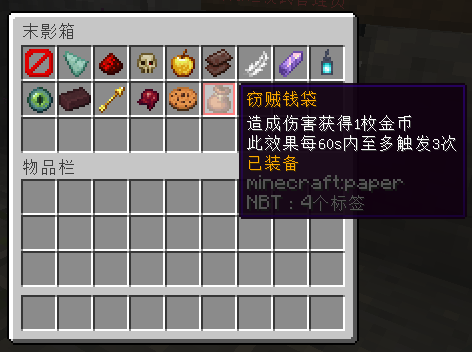 末影箱
窃贼钱袋
造成伤害获得1枚金币
此效果每60s内至多触发3次
已装备
minecraft:paper
NBT：4个标签
物品栏